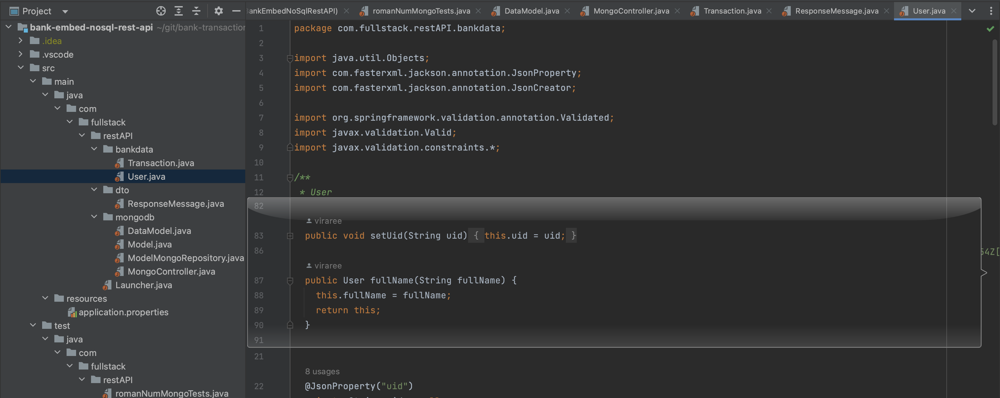 Project
bank-embed-nosql-rest-api ~/git/bank-transaction
.idea
.vscode
src
main
java
com
fullstack
restAPI
bankdata
Transaction.java
User.java
dto
ResponseMessage.java
mongodb
DataModel.java
Model.java
ModelMongoRepository.java
MongoController.java
Launcher.java
resources
application.properties
test
java
com
fullstack
restAPI
romanNumMongoTests.java
BankEmbedNoSqlRestAPI) romanNumMongoTests.java DataModel.java MongoController.java Transaction.java ResponseMessage.java User.java
1 package com.fullstack.restAPI.bankdata;
2
3 import java.util.Objects;
4 import com.fasterxml.jackson.annotation.JsonProperty;
5 import com.fasterxml.jackson.annotation.JsonCreator;
6
7 import org.springframework.validation.annotation.Validated;
8 import javax.validation.Valid;
9 import javax.validation.constraints.*;
10
11 /**
12 * User
82
viraree
83 public void setUid(String uid) { this.uid = uid; }
86
54Z[
viraree
87 public User fullName(String fullName) {
88 this.fullName = fullName;
89 return this;
90 }
91
21
8 usages
22 @JsonProperty("uid")